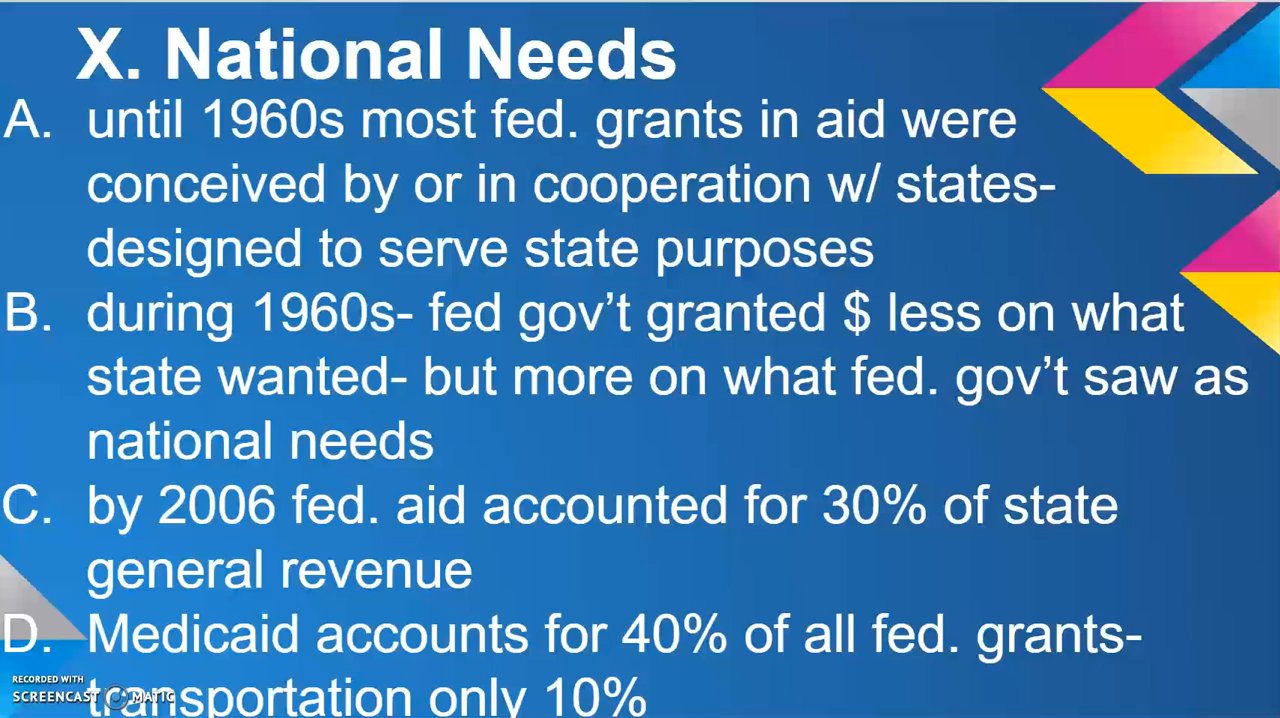 X. National Needs
A. until 1960s most fed. grants in aid were
conceived by or in cooperation w/ states-
designed to serve state purposes
B. during 1960s- fed gov’t granted $ less on what
state wanted- but more on what fed. gov’t saw as
national needs
C. by 2006 fed. aid accounted for 30% of state
general revenue
D. Medicaid accounts for 40% of all fed. grants-
transportation only 10%
RECORDED WITH
SCREENCAST MATIC